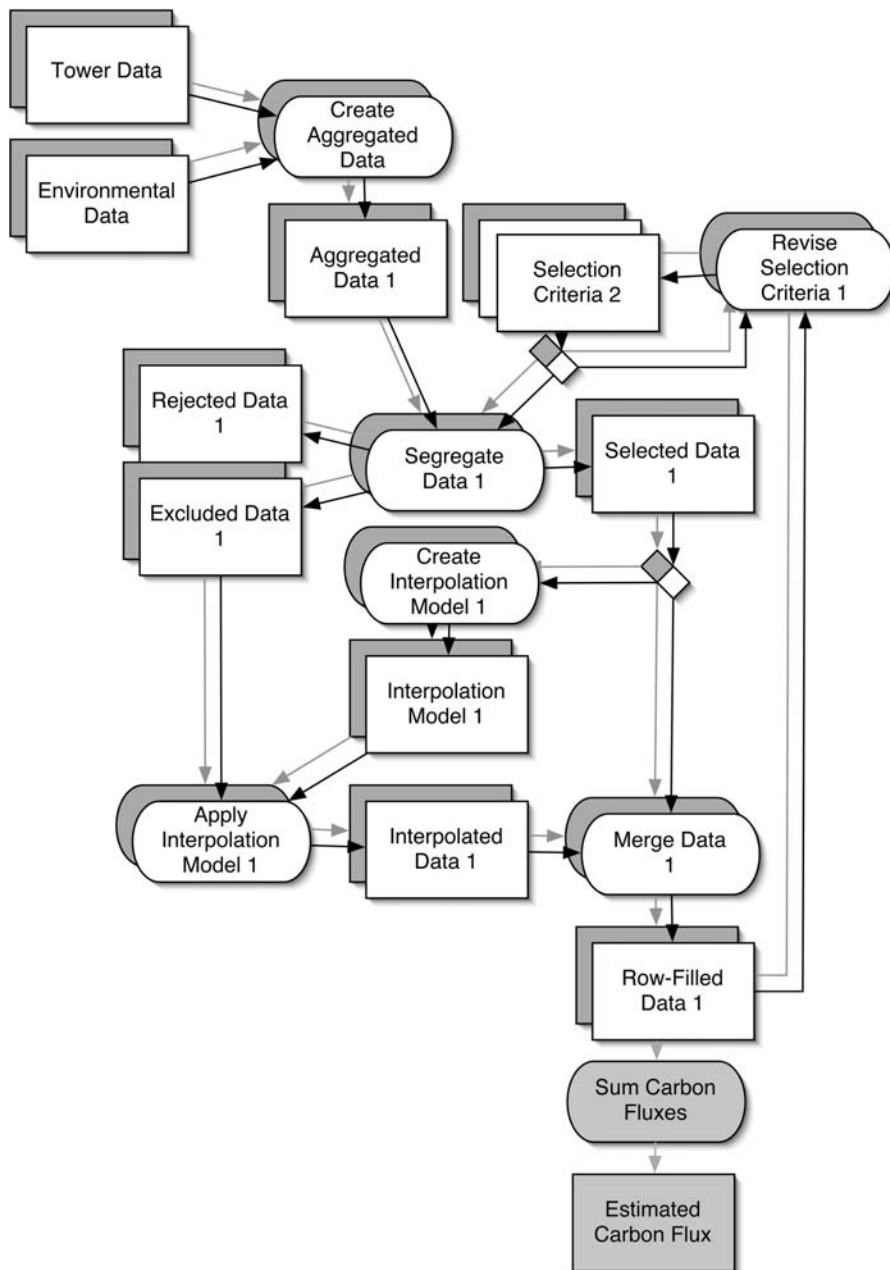 Tower Data
Create
Aggregated
Data
Environmental
Data
Aggregated
Data 1
Selection
Criteria 2
Revise
Selection
Criteria 1
Rejected Data
1
Segregate
Data 1
Selected Data
1
Excluded Data
1
Create
Interpolation
Model 1
Interpolation
Model 1
Apply
Interpolation
Model 1
Interpolated
Data 1
Merge Data
1
Row-Filled
Data 1
Sum Carbon
Fluxes
Estimated
Carbon Flux